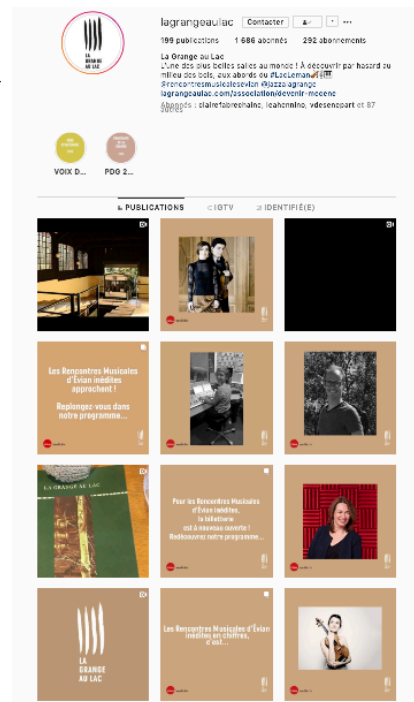 lagrangeaulac Contacter
199 publications 1 686 abonnés 292 abonnements
La Grange au Lac
L'une des plus belles salles au monde ! À découvrir par hasard au
milieu des bois, aux abords du #LacLeman
@rencontresmusicalesevian @jazzalagrange
lagrangeaulac.com/association/devenir-mecene
Abonnés : clairefabrechaine, leahennino, vdesencpart et 87
autres
LA
GRANGE
AU LAC
VOIX D... PDG 2...
PUBLICATIONS IGTV IDENTIFIÉ(E)
Les Rencontres Musicales
d'Évian inédites
approchent !
Replongez-vous dans
notre programme...
LA GRANGE AU LAC
Pour les Rencontres Musicales
d'Évian inédites,
la billetterie
est à nouveau ouverte !
Redécouvrez notre programme...
LA
GRANGE
AU LAC
Les Rencontres Musicales d'Évian
inédites en chiffres,
c'est...